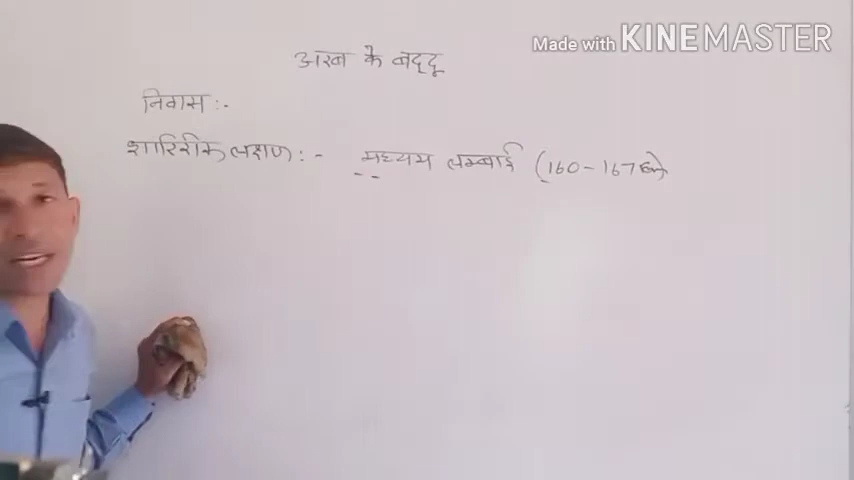 Made with KINEMASTER
अरब के बद्दू
निवास :-
शारिरीक लक्षण :- मध्यम लम्बाई (160 - 167 cm)